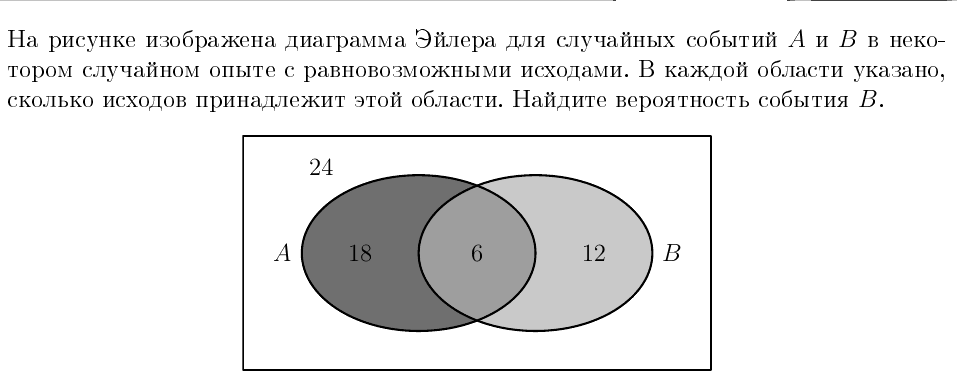 На рисунке изображена диаграмма Эйлера для случайных событий A и B в неко-
тором случайном опыте с равновозможными исходами. В каждой области указано,
сколько исходов принадлежит этой области. Найдите вероятность события B.
24
A 18 6 12 B